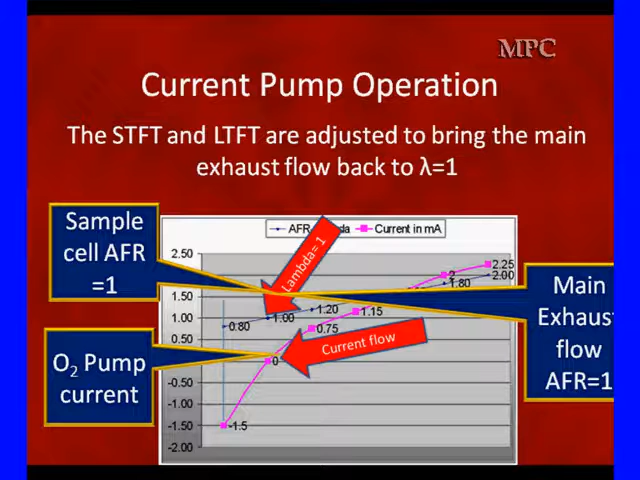 MPC
Current Pump Operation
The STFT and LTFT are adjusted to bring the main
exhaust flow back to λ=1
Sample
cell AFR
=1
O₂ Pump
current
Main
Exhaust
flow
AFR=1
Lambda= 1
Current flow
Current in mA
2.50
1.50
1.00
0.50
-0.50
-1.00
-1.50
-2.00
0.80
1.00
1.20
1.80
2.00
-1.5
0
0.75
1.15
2
2.25